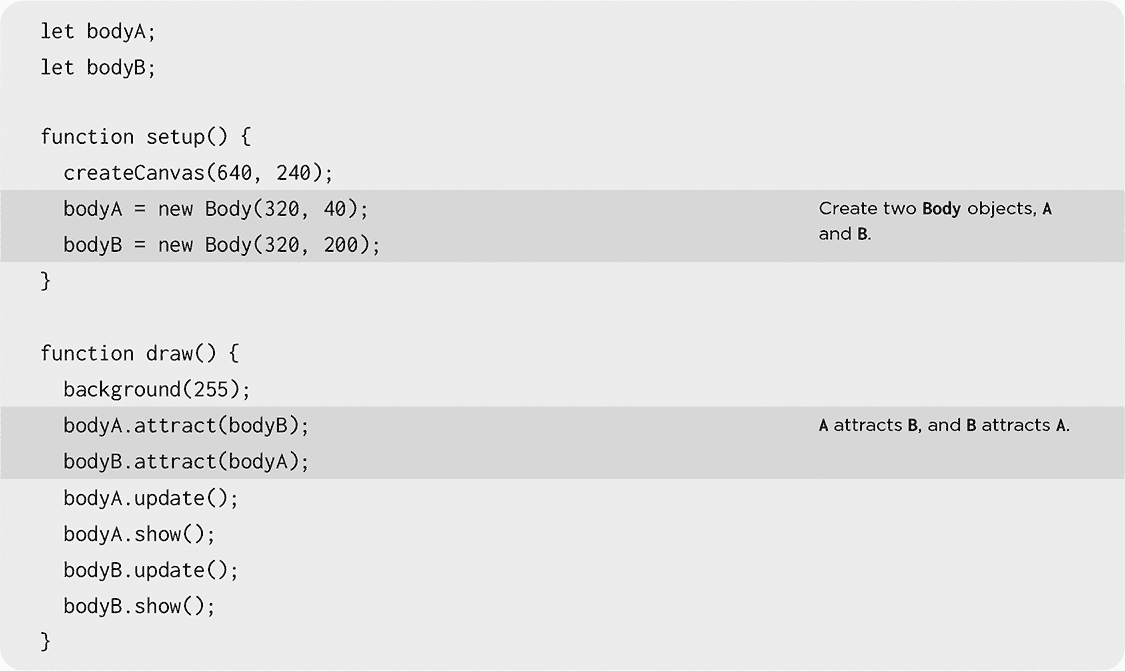 let bodyA;
let bodyB;
function setup() {
  createCanvas(640, 240);
  bodyA = new Body(320, 40);
  bodyB = new Body(320, 200);
Create two Body objects, A
and B.
}
function draw() {
  background(255);
  bodyA.attract(bodyB);
A attracts B, and B attracts A.
  bodyB.attract(bodyA);
  bodyA.update();
  bodyA.show();
  bodyB.update();
  bodyB.show();
}